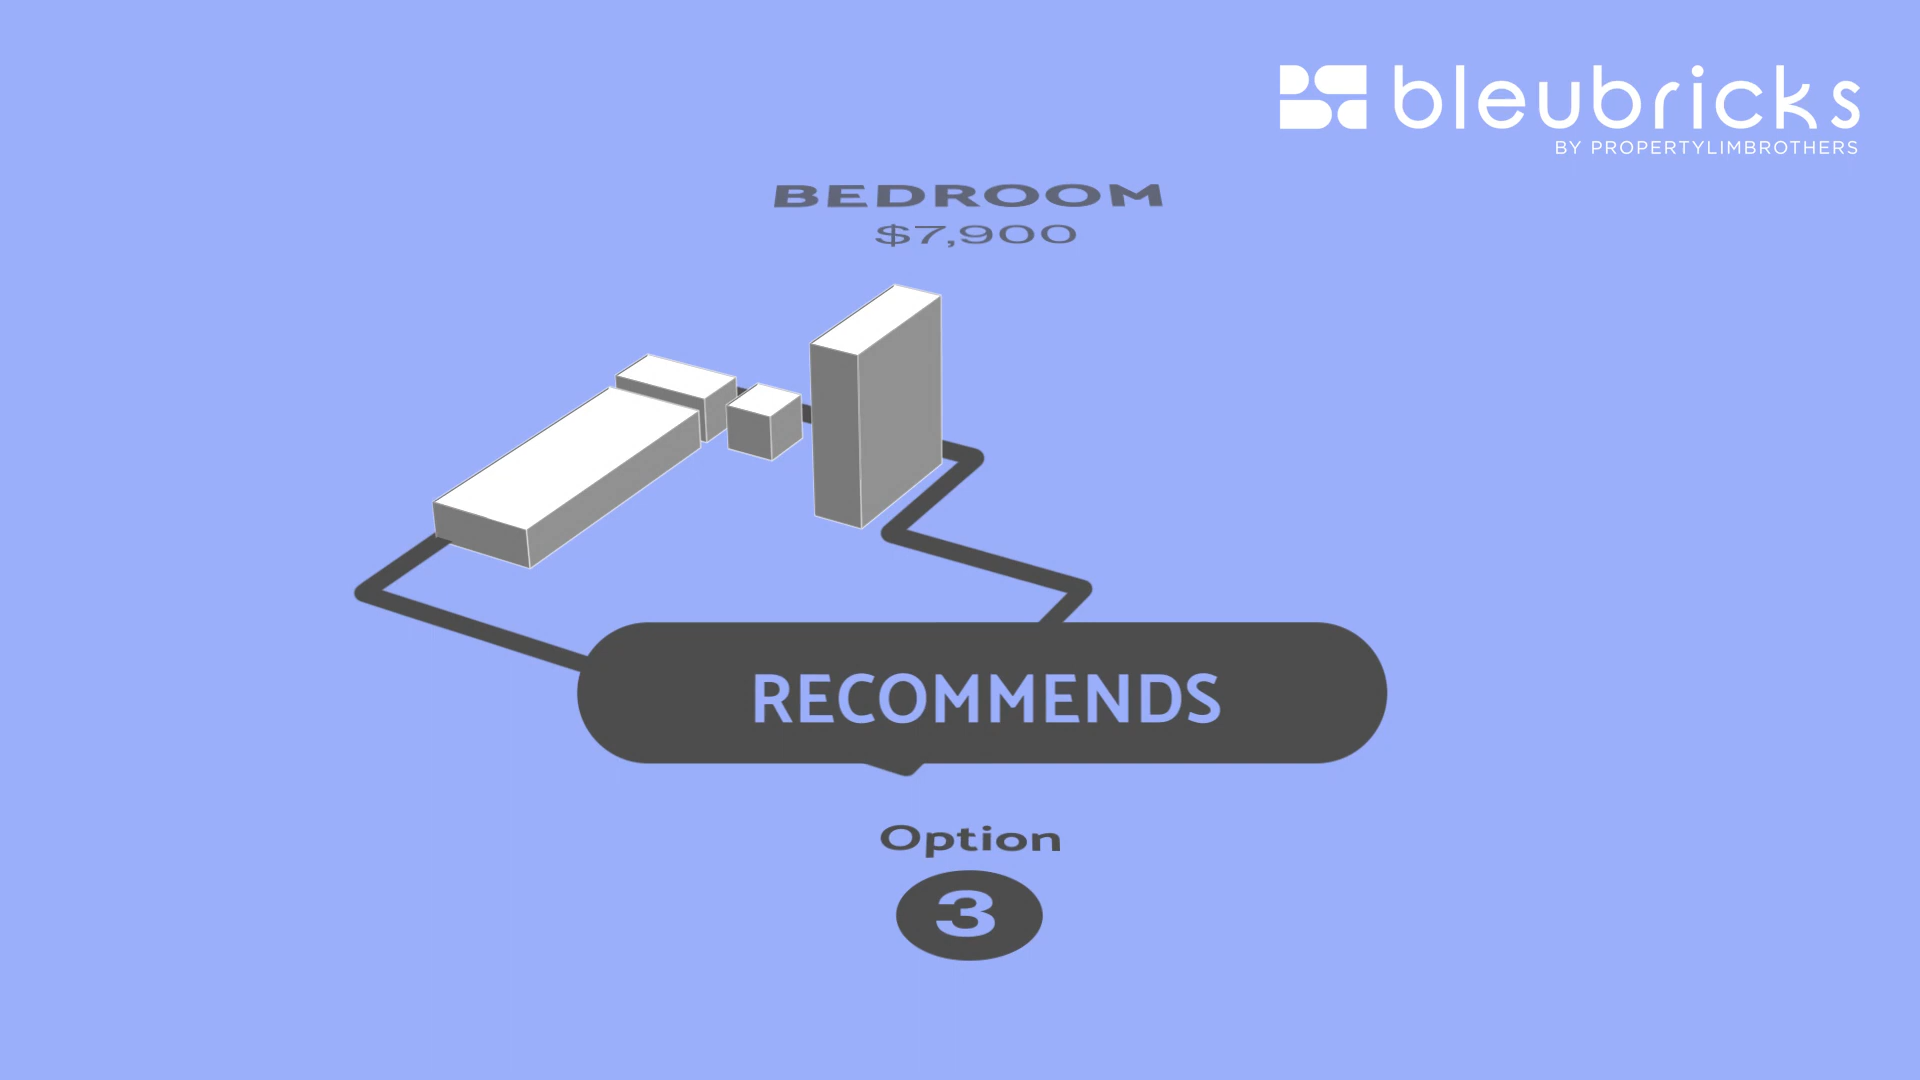 bleubricks
BY PROPERTYLIMBROTHERS
BEDROOM
$7,900
RECOMMENDS
Option
3